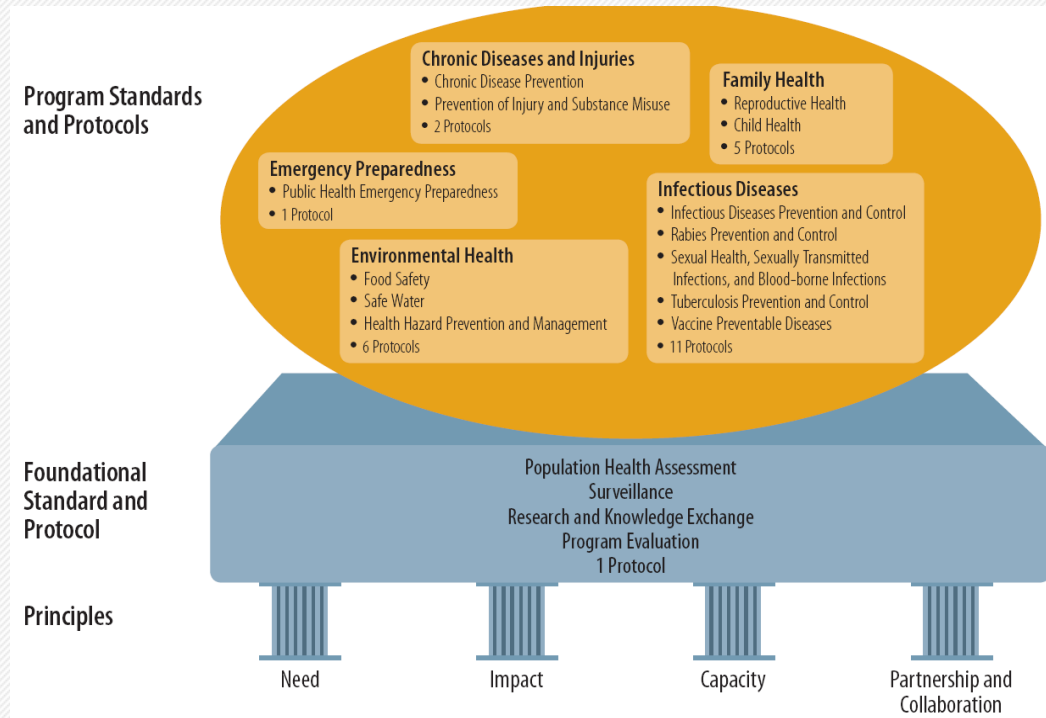 Program Standards
and Protocols
Chronic Diseases and Injuries
• Chronic Disease Prevention
• Prevention of Injury and Substance Misuse
• 2 Protocols
Family Health
• Reproductive Health
• Child Health
• 5 Protocols
Emergency Preparedness
• Public Health Emergency Preparedness
• 1 Protocol
Infectious Diseases
• Infectious Diseases Prevention and Control
• Rabies Prevention and Control
• Sexual Health, Sexually Transmitted
Infections, and Blood-borne Infections
• Tuberculosis Prevention and Control
• Vaccine Preventable Diseases
• 11 Protocols
Environmental Health
• Food Safety
• Safe Water
• Health Hazard Prevention and Management
• 6 Protocols
Foundational
Standard and
Protocol
Population Health Assessment
Surveillance
Research and Knowledge Exchange
Program Evaluation
1 Protocol
Principles
Need
Impact
Capacity
Partnership and
Collaboration